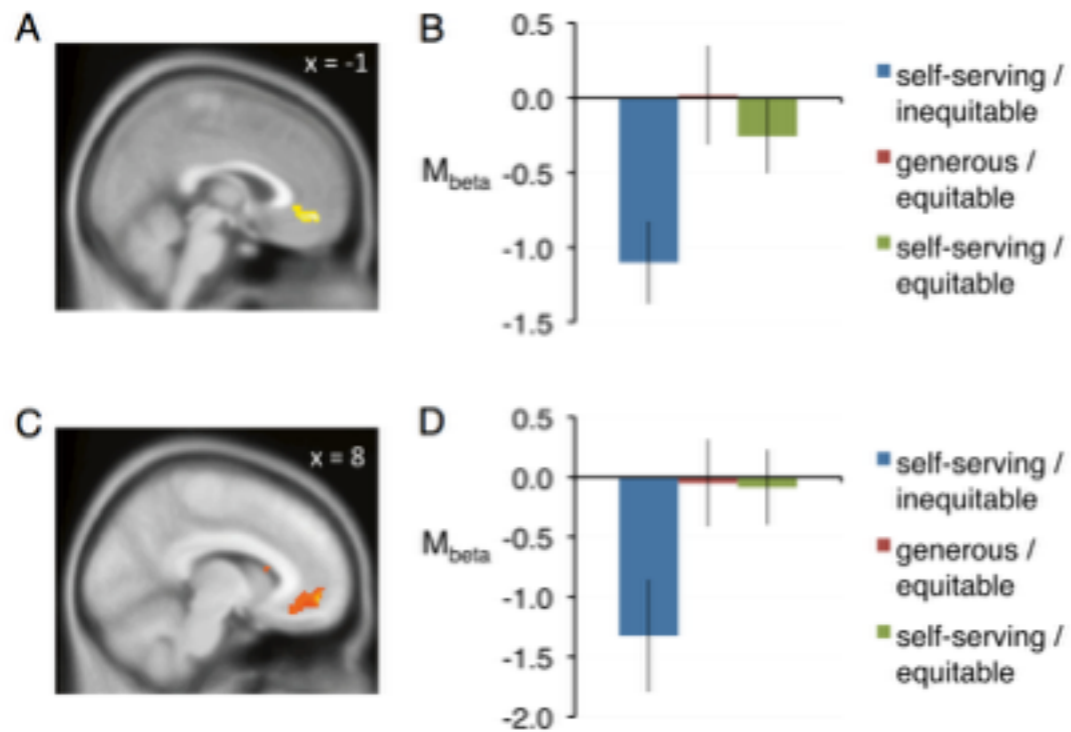 A
x = -1
B
0.5
0.0
-0.5
-1.0
-1.5
M_beta
self-serving /
inequitable
generous /
equitable
self-serving /
equitable
C
x = 8
D
0.5
0.0
-0.5
-1.0
-1.5
-2.0
M_beta
self-serving /
inequitable
generous /
equitable
self-serving /
equitable